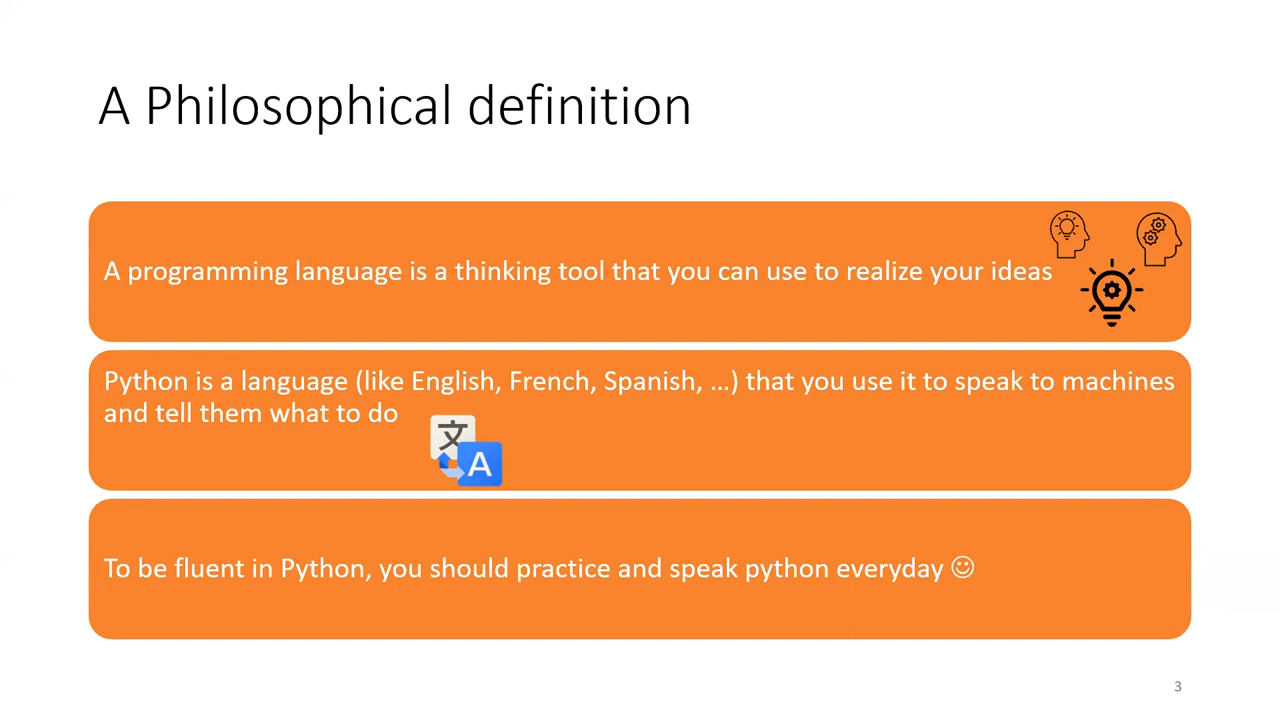 A Philosophical definition
A programming language is a thinking tool that you can use to realize your ideas
Python is a language (like English, French, Spanish, …) that you use it to speak to machines
and tell them what to do
文
A
To be fluent in Python, you should practice and speak python everyday ☺
3